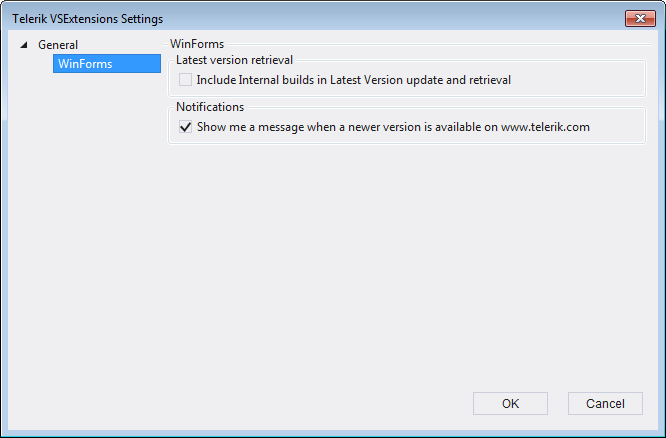 Telerik VSExtensions Settings
General
WinForms
WinForms
Latest version retrieval
Include Internal builds in Latest Version update and retrieval
Notifications
Show me a message when a newer version is available on www.telerik.com
OK
Cancel